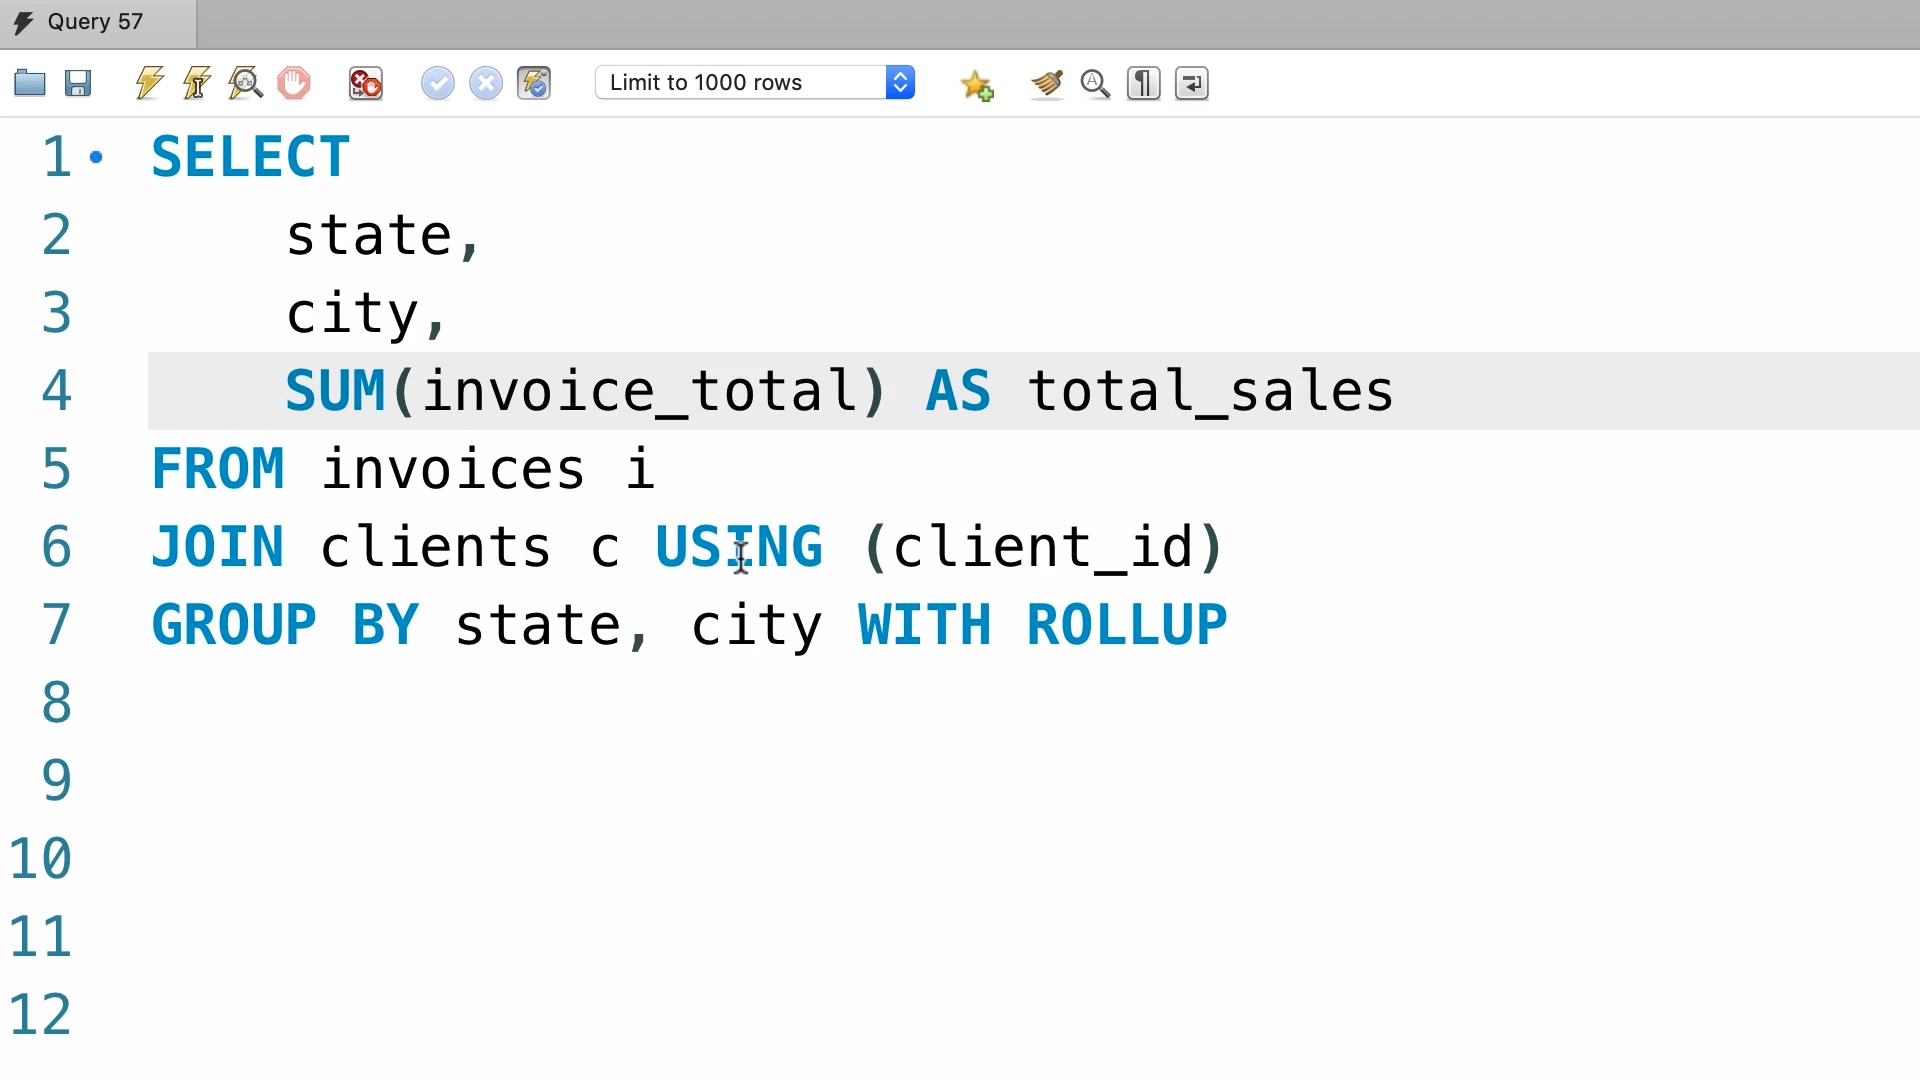 Query 57
Limit to 1000 rows
1 SELECT
2 state,
3 city,
4 SUM(invoice_total) AS total_sales
5 FROM invoices i
6 JOIN clients c USING (client_id)
7 GROUP BY state, city WITH ROLLUP
8
9
10
11
12